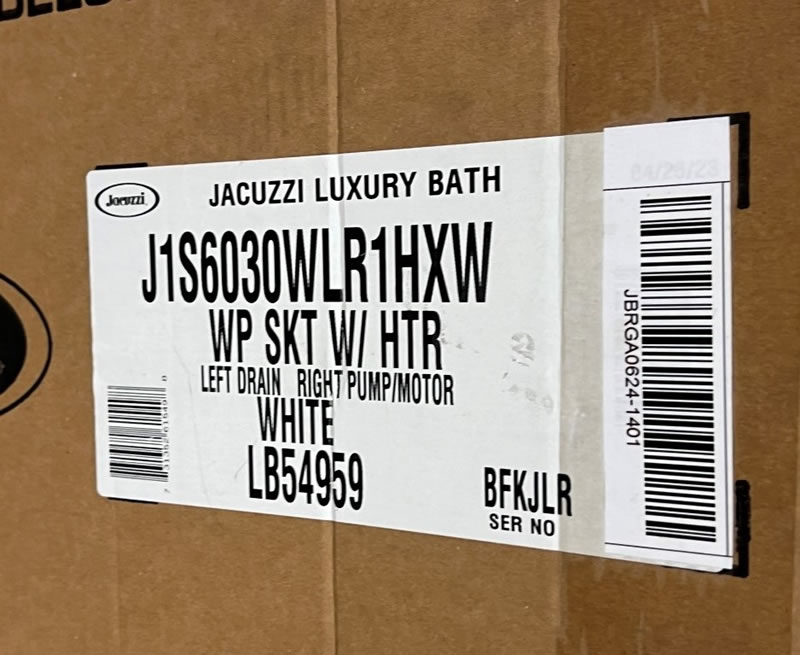 Jacuzzi
JACUZZI LUXURY BATH
J1S6030WLR1HXW
WP SKT W/ HTR
LEFT DRAIN RIGHT PUMP/MOTOR
WHITE
LB54959
BFKJLR
SER NO
JBRGA0624-1401